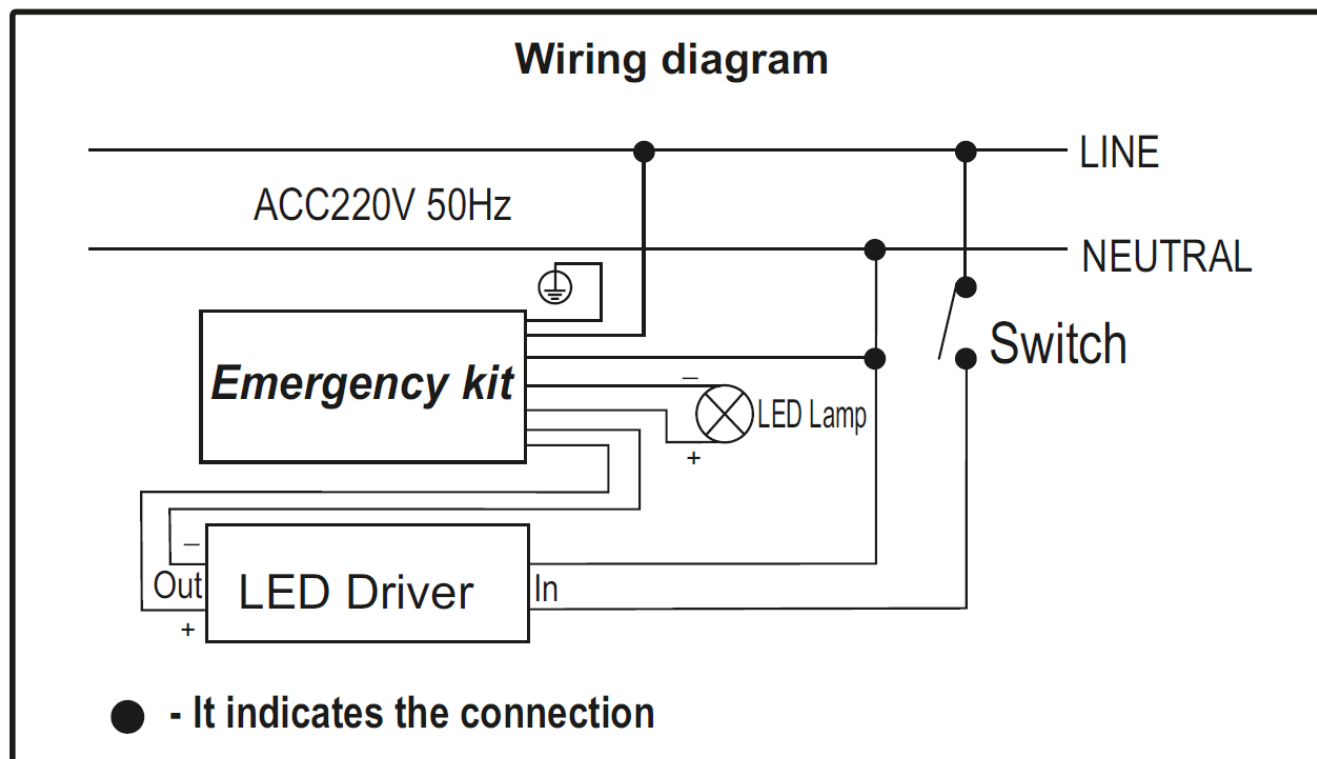 Wiring diagram
LINE
ACC220V 50Hz
NEUTRAL
Switch
Emergency kit
–
LED Lamp
+
–
Out
LED Driver
In
+
- It indicates the connection